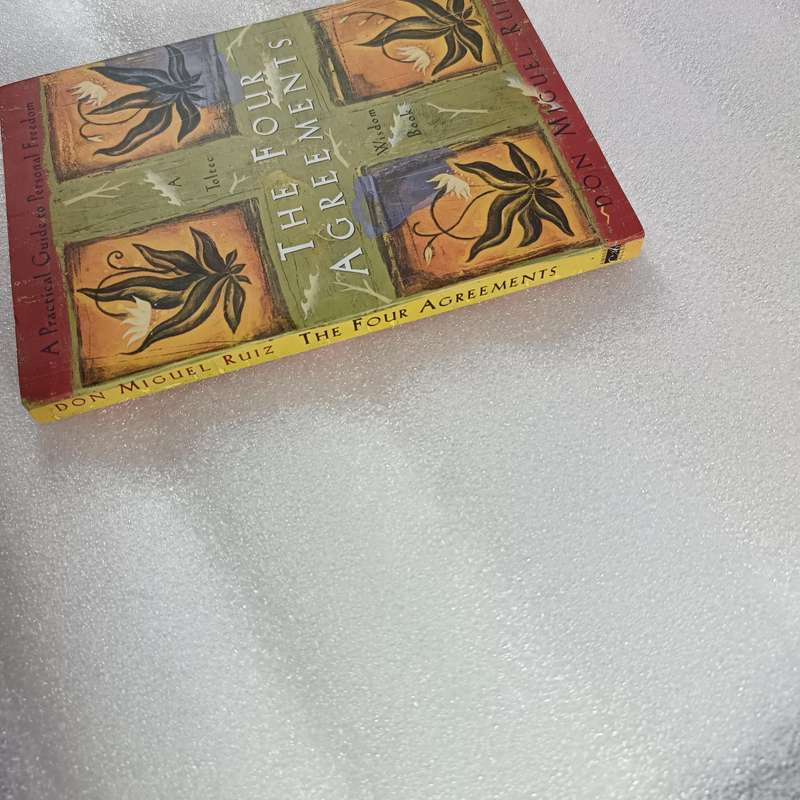 A Practical Guide to Personal Freedom
THE FOUR
AGREEMENTS
A Toltec Wisdom Book
DON MIGUEL RUI
DON MIGUEL RUIZ THE FOUR AGREEMENTS